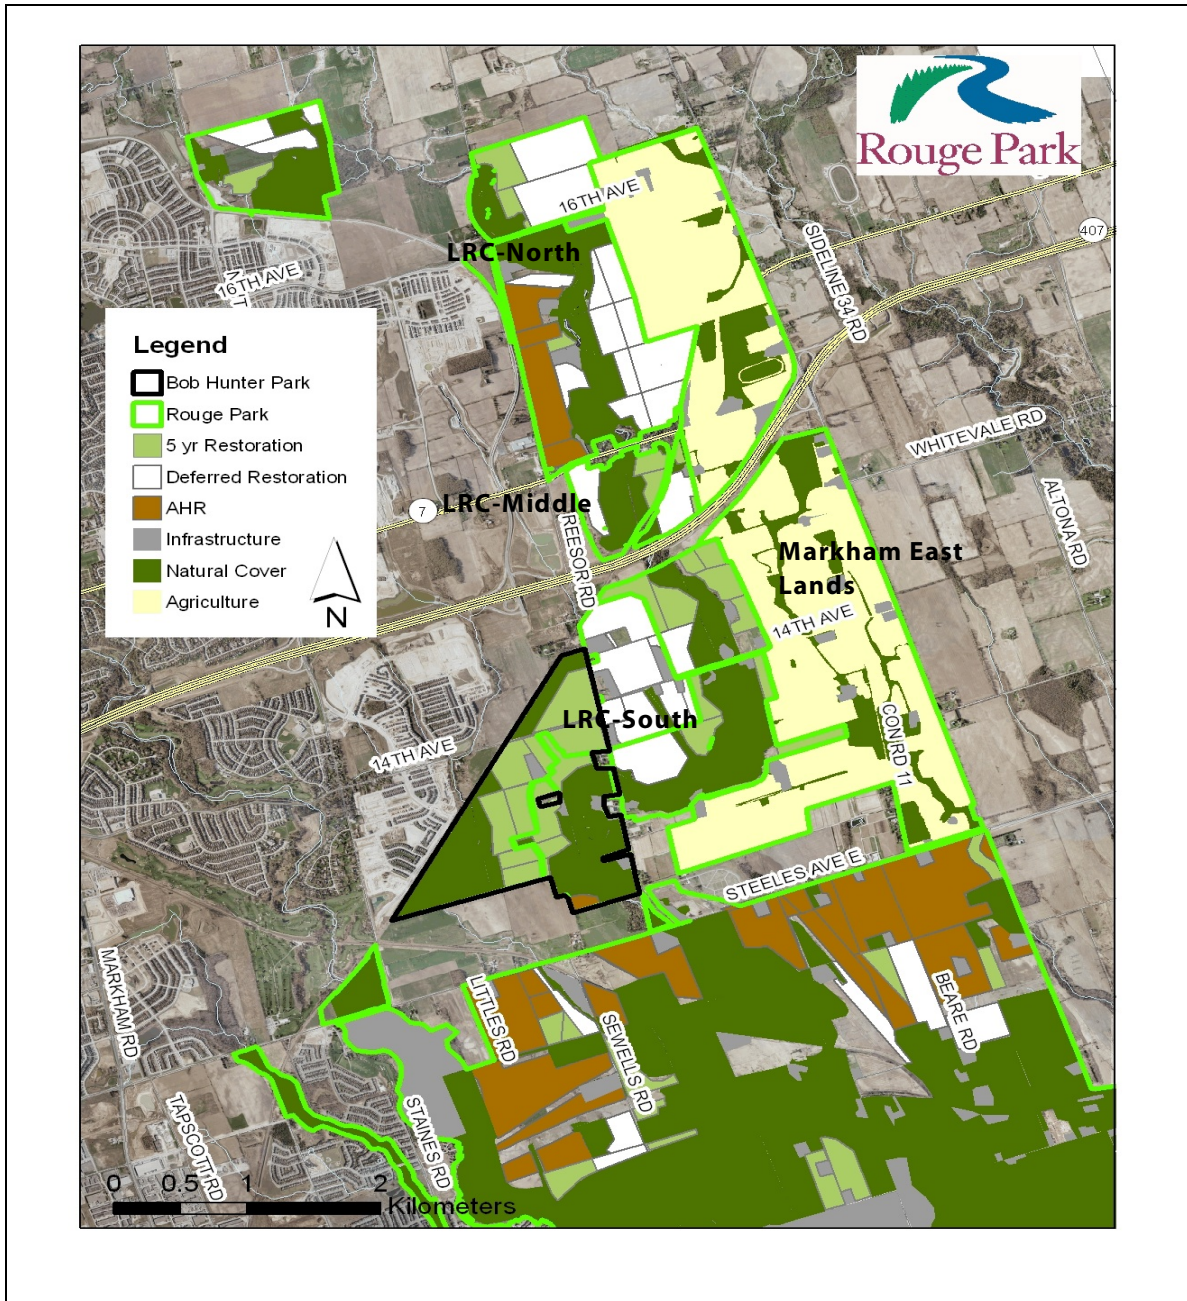 Rouge Park
16TH AVE
407
LRC-North
SIDELINE 34 RD
16TH AVE
Legend
Bob Hunter Park
Rouge Park
5 yr Restoration
Deferred Restoration
AHR
Infrastructure
Natural Cover
Agriculture
N
WHITEVALE RD
ALTONA RD
7
LRC-Middle
REESOR RD
Markham East
Lands
14TH AVE
LRC-South
CON RD 11
14TH AVE
STEELES AVE E
MARKHAM RD
LITTLES RD
SEWELLS RD
BEARE RD
TAPSCOTT RD
STAINES RD
0 0.5 1 2
Kilometers